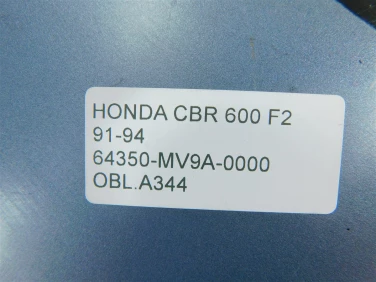 HONDA CBR 600 F2
91-94
64350-MV9A-0000
OBL.A344